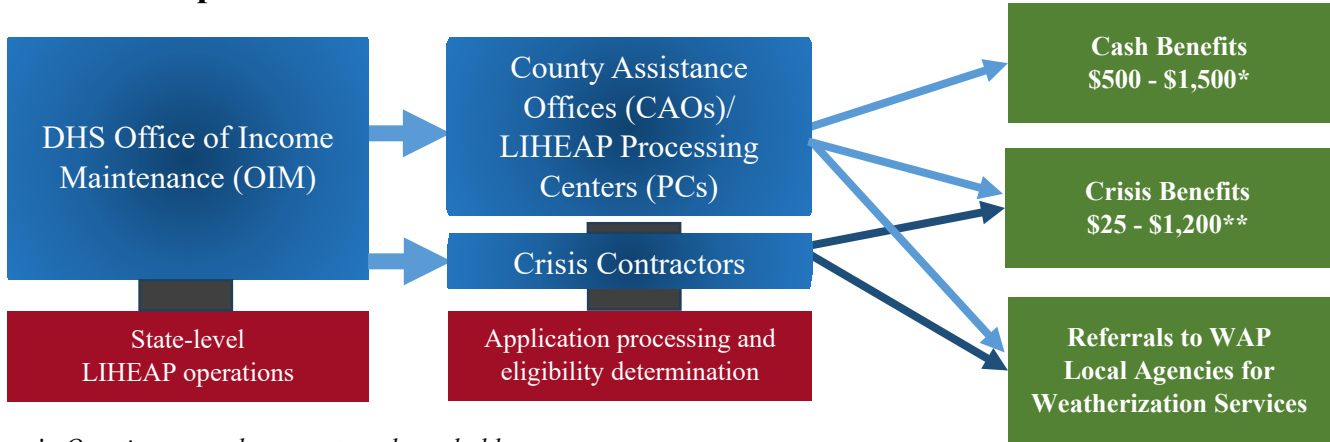 DHS Office of Income
Maintenance (OIM)
State-level
LIHEAP operations
County Assistance
Offices (CAOs)/
LIHEAP Processing
Centers (PCs)
Crisis Contractors
Application processing and
eligibility determination
Cash Benefits
$500 - $1,500*
Crisis Benefits
$25 - $1,200**
Referrals to WAP
Local Agencies for
Weatherization Services